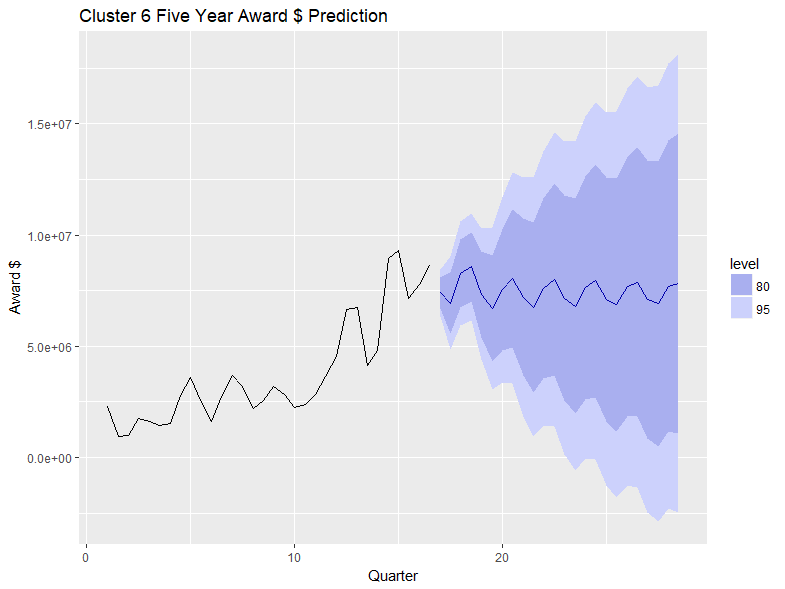 Cluster 6 Five Year Award $ Prediction
1.5e+07
1.0e+07
5.0e+06
0.0e+00
Award $
0
10
20
Quarter
level
80
95